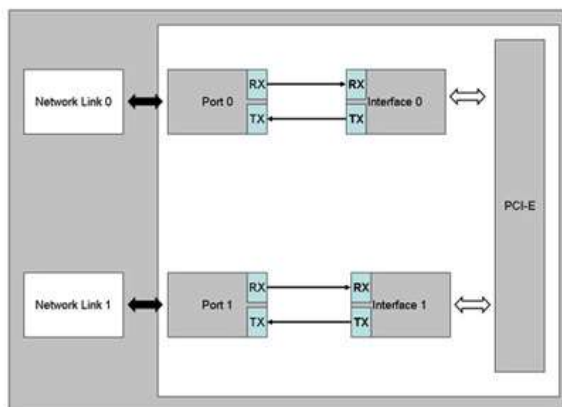 Network Link 0
Port 0
RX
TX
RX
TX
Interface 0
PCI-E
Network Link 1
Port 1
RX
TX
RX
TX
Interface 1